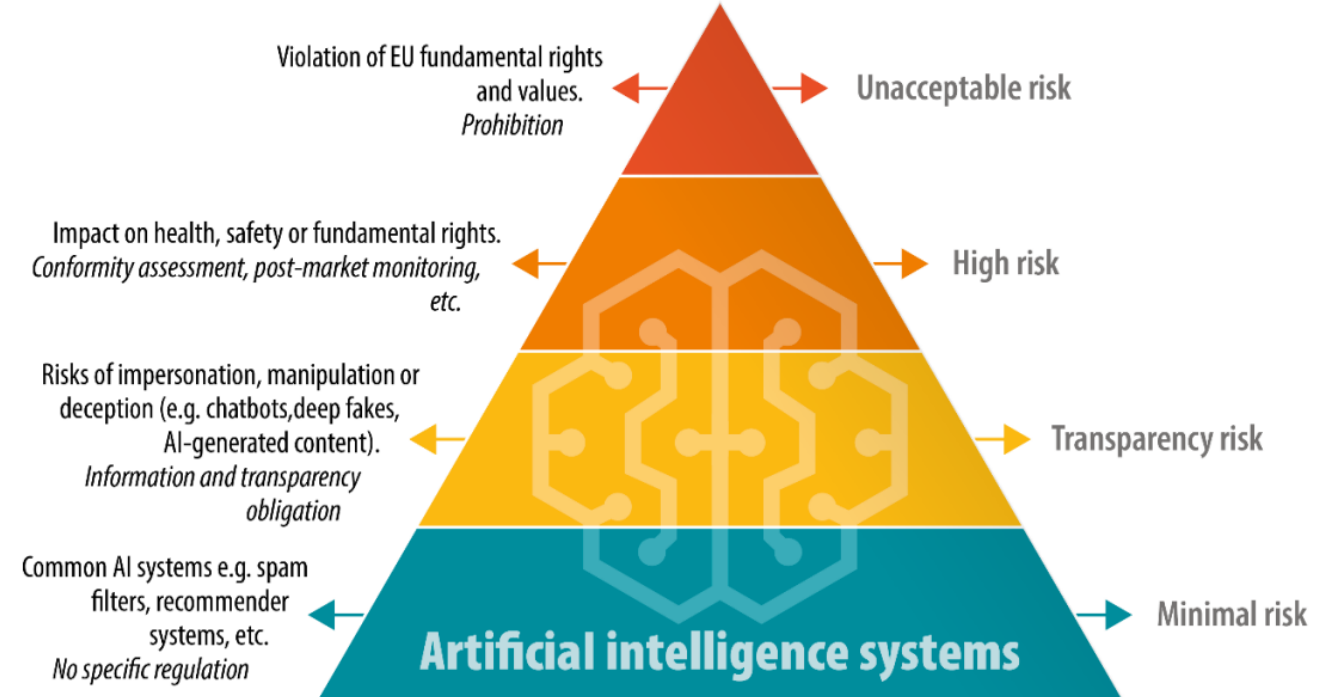 Violation of EU fundamental rights
and values.
Prohibition
Unacceptable risk
Impact on health, safety or fundamental rights.
Conformity assessment, post-market monitoring,
etc.
High risk
Risks of impersonation, manipulation or
deception (e.g. chatbots,deep fakes,
AI-generated content).
Information and transparency
obligation
Transparency risk
Common AI systems e.g. spam
filters, recommender
systems, etc.
No specific regulation
Minimal risk
Artificial intelligence systems